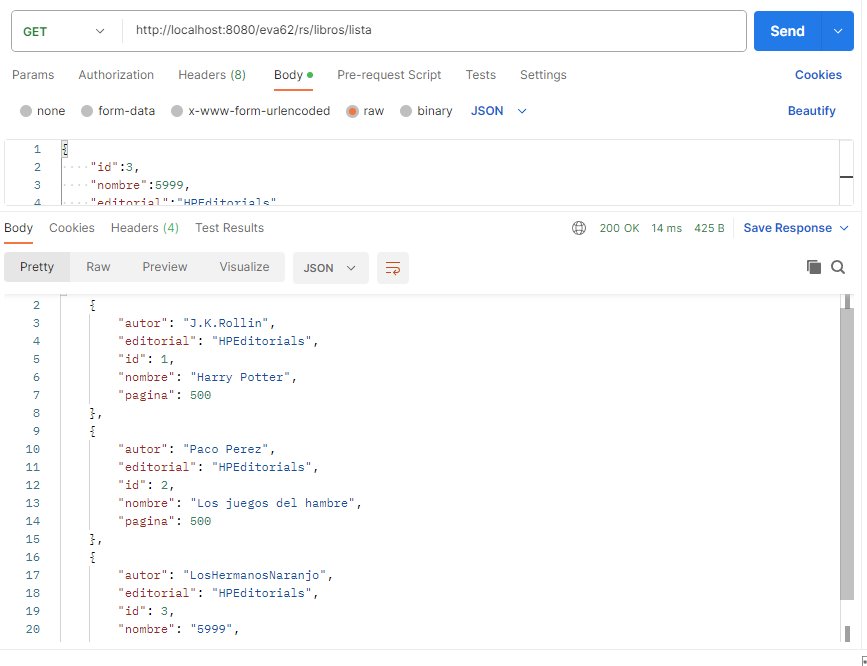 GET http://localhost:8080/eva62/rs/libros/lista Send
Params Authorization Headers (8) Body Pre-request Script Tests Settings Cookies
none form-data x-www-form-urlencoded raw binary JSON Beautify
1 {
2 "id":3,
3 "nombre":5999,
4 "editorial":"HPEditorials"
Body Cookies Headers (4) Test Results 200 OK 14 ms 425 B Save Response
Pretty Raw Preview Visualize JSON
2 {
3 "autor": "J.K.Rollin",
4 "editorial": "HPEditorials",
5 "id": 1,
6 "nombre": "Harry Potter",
7 "pagina": 500
8 },
9 {
10 "autor": "Paco Perez",
11 "editorial": "HPEditorials",
12 "id": 2,
13 "nombre": "Los juegos del hambre",
14 "pagina": 500
15 },
16 {
17 "autor": "LosHermanosNaranjo",
18 "editorial": "HPEditorials",
19 "id": 3,
20 "nombre": "5999",